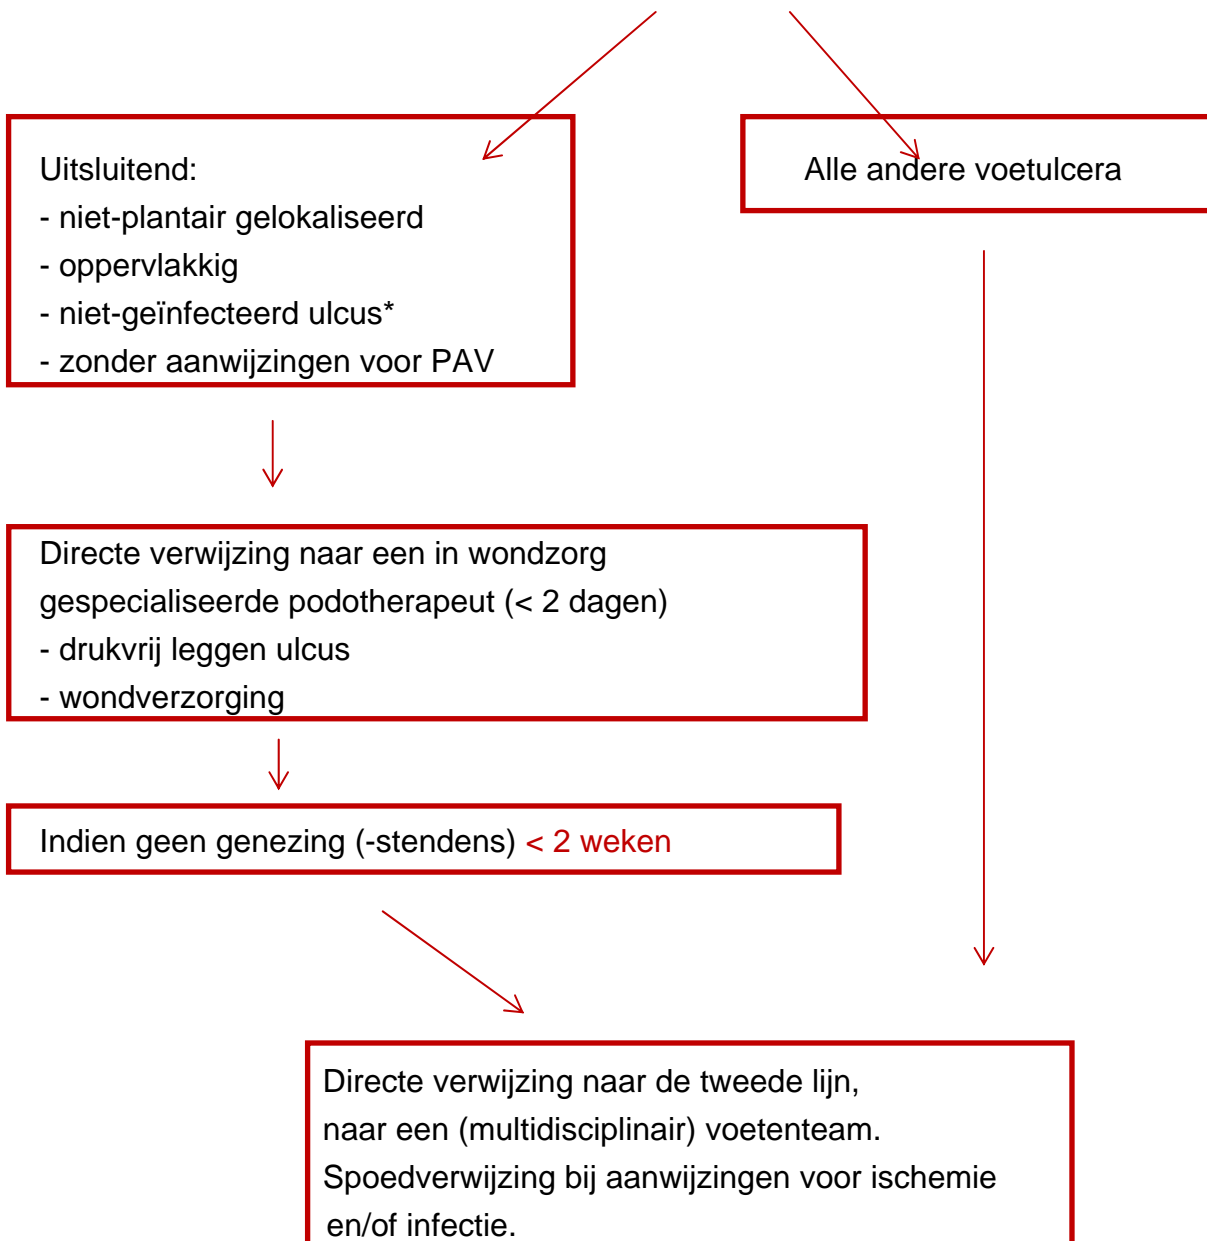 Uitsluitend:
- niet-plantair gelokaliseerd
- oppervlakkig
- niet-geïnfecteerd ulcus*
- zonder aanwijzingen voor PAV
Alle andere voetulcera
Directe verwijzing naar een in wondzorg
gespecialiseerde podotherapeut (< 2 dagen)
- drukvrij leggen ulcus
- wondverzorging
Indien geen genezing (-stendens) < 2 weken
Directe verwijzing naar de tweede lijn,
naar een (multidisciplinair) voetenteam.
Spoedverwijzing bij aanwijzingen voor ischemie
en/of infectie.